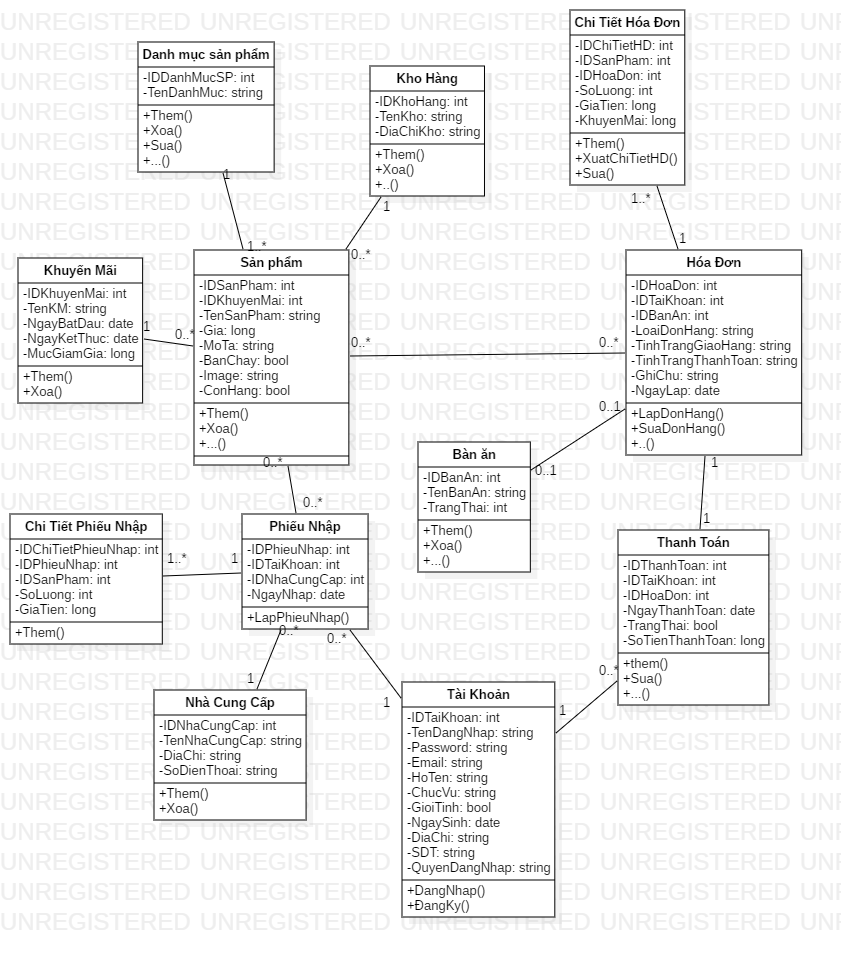 Danh mục sản phẩm
-IDDanhMucSP: int
-TenDanhMuc: string
+Them()
+Xoa()
+Sua()
+...()
1
1..*
Kho Hàng
-IDKhoHang: int
-TenKho: string
-DiaChiKho: string
+Them()
+Xoa()
+..()
1
0..*
Chi Tiết Hóa Đơn
-IDChiTietHD: int
-IDSanPham: int
-IDHoaDon: int
-SoLuong: int
-GiaTien: long
-KhuyenMai: long
+Them()
+XuatChiTietHD()
+Sua()
1..*
1
Khuyến Mãi
-IDKhuyenMai: int
-TenKM: string
-NgayBatDau: date
-NgayKetThuc: date
-MucGiamGia: long
+Them()
+Xoa()
1
0..*
Sản phẩm
-IDSanPham: int
-IDKhuyenMai: int
-TenSanPham: string
-Gia: long
-MoTa: string
-BanChay: bool
-Image: string
-ConHang: bool
+Them()
+Xoa()
+...()
0..*
0..*
0..*
0..*
Hóa Đơn
-IDHoaDon: int
-IDTaiKhoan: int
-IDBanAn: int
-LoaiDonHang: string
-TinhTrangGiaoHang: string
-TinhTrangThanhToan: string
-GhiChu: string
-NgayLap: date
+LapDonHang()
+SuaDonHang()
+..()
0..1
0..1
1
1
Bàn ăn
-IDBanAn: int
-TenBanAn: string
-TrangThai: int
+Them()
+Xoa()
+...()
Chi Tiết Phiếu Nhập
-IDChiTietPhieuNhap: int
-IDPhieuNhap: int
-IDSanPham: int
-SoLuong: int
-GiaTien: long
+Them()
1..*
1
Phiếu Nhập
-IDPhieuNhap: int
-IDTaiKhoan: int
-IDNhaCungCap: int
-NgayNhap: date
+LapPhieuNhap()
0..*
1
0..*
1
Thanh Toán
-IDThanhToan: int
-IDTaiKhoan: int
-IDHoaDon: int
-NgayThanhToan: date
-TrangThai: bool
-SoTienThanhToan: long
+them()
+Sua()
+...()
0..*
1
Nhà Cung Cấp
-IDNhaCungCap: int
-TenNhaCungCap: string
-DiaChi: string
-SoDienThoai: string
+Them()
+Xoa()
Tài Khoản
-IDTaiKhoan: int
-TenDangNhap: string
-Password: string
-Email: string
-HoTen: string
-ChucVu: string
-GioiTinh: bool
-NgaySinh: date
-DiaChi: string
-SDT: string
-QuyenDangNhap: string
+DangNhap()
+ĐangKy()